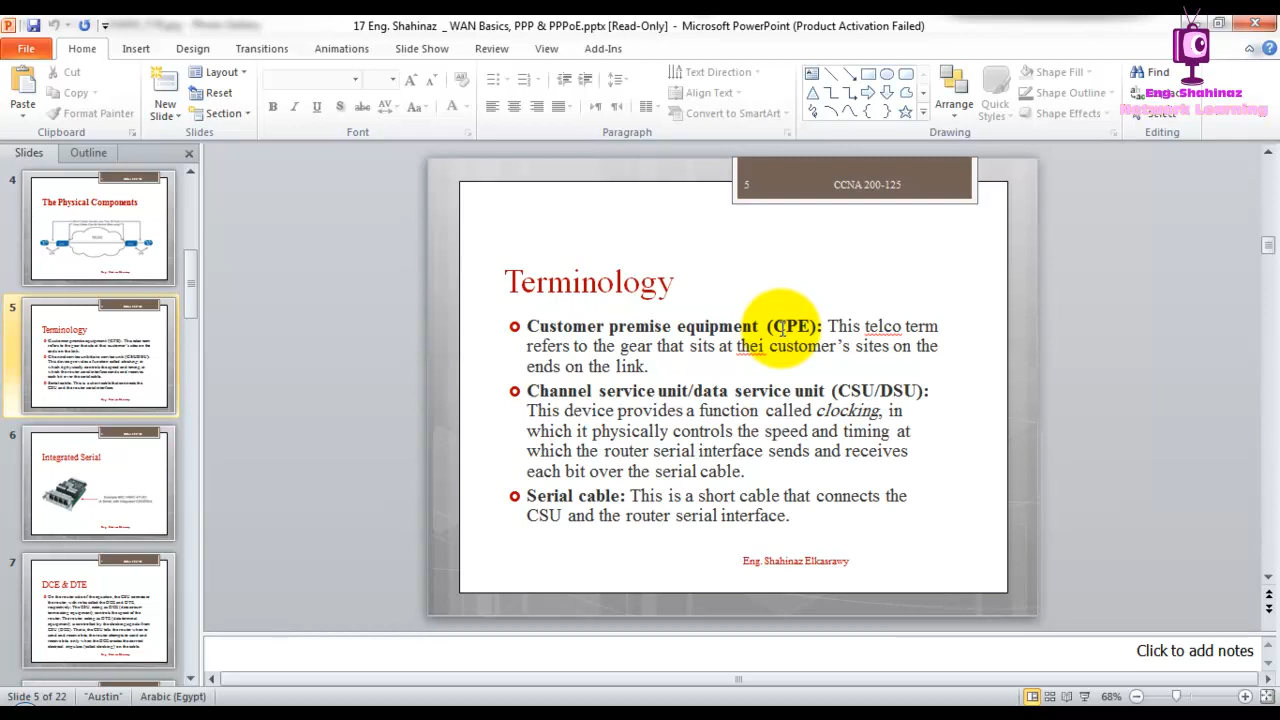 17 Eng. Shahinaz _ WAN Basics, PPP & PPPoE.pptx [Read-Only] - Microsoft PowerPoint (Product Activation Failed)
File Home Insert Design Transitions Animations Slide Show Review View Add-Ins
Cut
Copy
Format Painter
Paste
Clipboard
New
Slide
Layout
Reset
Section
Slides
Font
Text Direction
Align Text
Convert to SmartArt
Paragraph
Arrange
Quick
Styles
Shape Fill
Shape Outline
Shape Effects
Drawing
Find
Select
Editing
Eng. Shahinaz
Network Learning
Slides Outline
4
The Physical Components
5
Terminology
6
Integrated Serial
7
DCE & DTE
5 CCNA 200-125
Terminology
Customer premise equipment (CPE): This telco term
refers to the gear that sits at thei customer's sites on the
ends on the link.
Channel service unit/data service unit (CSU/DSU):
This device provides a function called clocking, in
which it physically controls the speed and timing at
which the router serial interface sends and receives
each bit over the serial cable.
Serial cable: This is a short cable that connects the
CSU and the router serial interface.
Eng. Shahinaz Elkasrawy
Click to add notes
Slide 5 of 22 "Austin" Arabic (Egypt) 68%